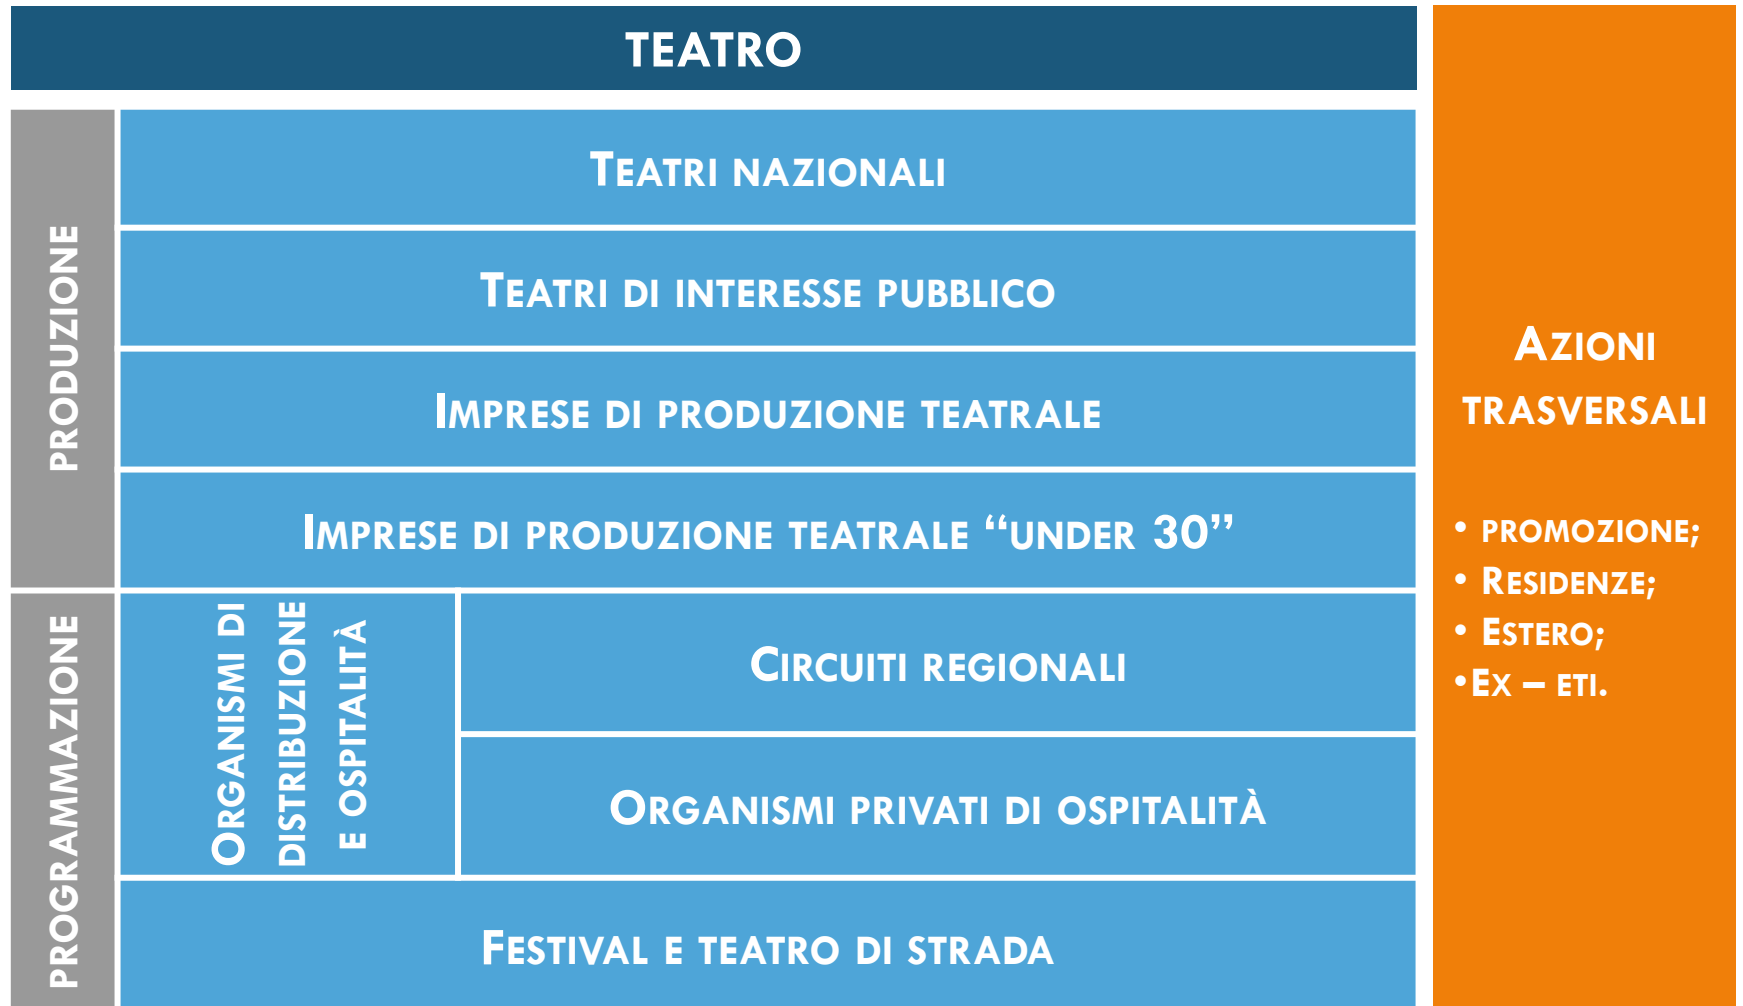 TEATRO
PRODUZIONE
TEATRI NAZIONALI
TEATRI DI INTERESSE PUBBLICO
IMPRESE DI PRODUZIONE TEATRALE
IMPRESE DI PRODUZIONE TEATRALE “UNDER 30”
PROGRAMMAZIONE
ORGANISMI DI
DISTRIBUZIONE
E OSPITALITÀ
CIRCUITI REGIONALI
ORGANISMI PRIVATI DI OSPITALITÀ
FESTIVAL E TEATRO DI STRADA
AZIONI
TRASVERSALI
• PROMOZIONE;
• RESIDENZE;
• ESTERO;
•EX – ETI.